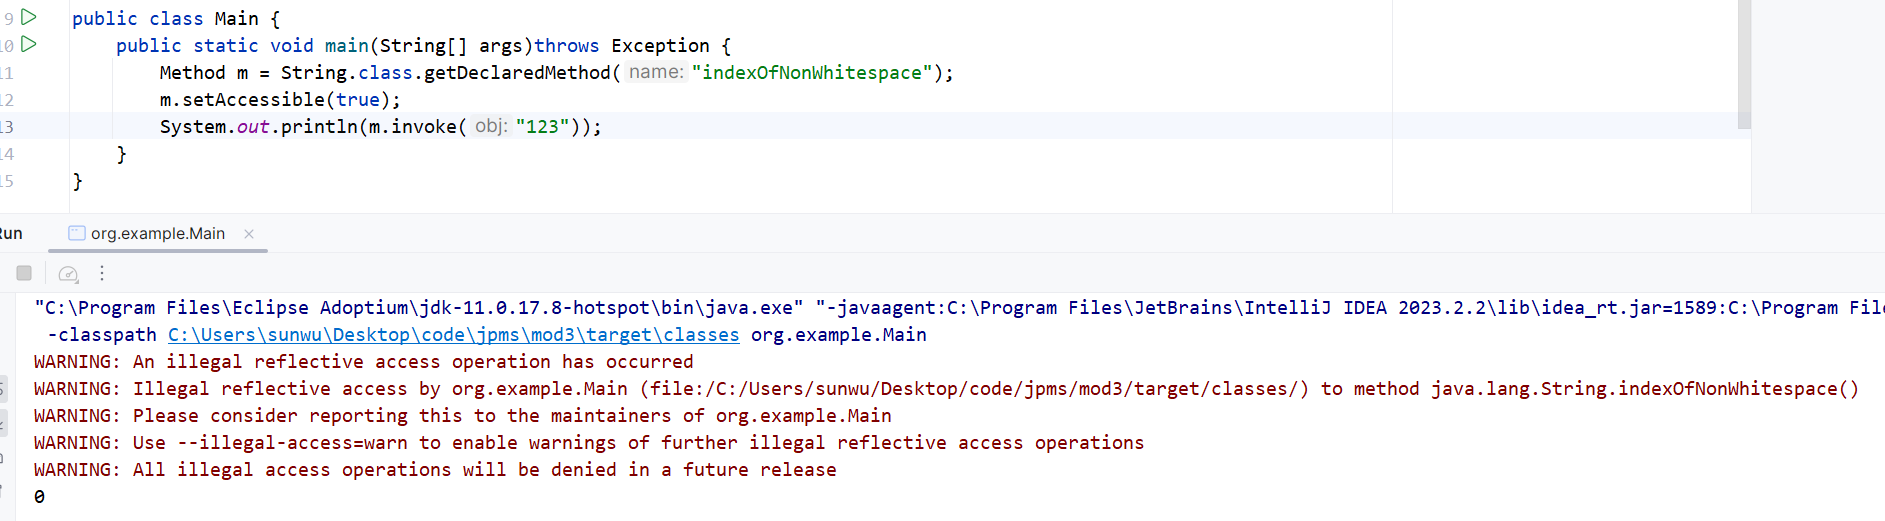 9 public class Main {
10 public static void main(String[] args)throws Exception {
11 Method m = String.class.getDeclaredMethod( name: "indexOfNonWhitespace");
12 m.setAccessible(true);
13 System.out.println(m.invoke( obj: "123"));
14 }
15 }
Run org.example.Main ×
"C:\Program Files\Eclipse Adoptium\jdk-11.0.17.8-hotspot\bin\java.exe" "-javaagent:C:\Program Files\JetBrains\IntelliJ IDEA 2023.2.2\lib\idea_rt.jar=1589:C:\Program File
-classpath C:\Users\sunwu\Desktop\code\jpms\mod3\target\classes org.example.Main
WARNING: An illegal reflective access operation has occurred
WARNING: Illegal reflective access by org.example.Main (file:/C:/Users/sunwu/Desktop/code/jpms/mod3/target/classes/) to method java.lang.String.indexOfNonWhitespace()
WARNING: Please consider reporting this to the maintainers of org.example.Main
WARNING: Use --illegal-access=warn to enable warnings of further illegal reflective access operations
WARNING: All illegal access operations will be denied in a future release
0